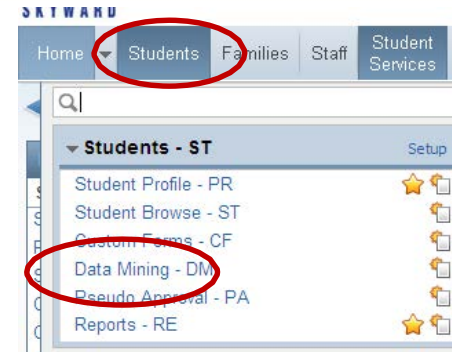 SKYWARD
Home Students Families Staff Student Services
Students - ST Setup
Student Profile - PR
Student Browse - ST
Custom Forms - CF
Data Mining - DM
Pseudo Approval - PA
Reports - RE